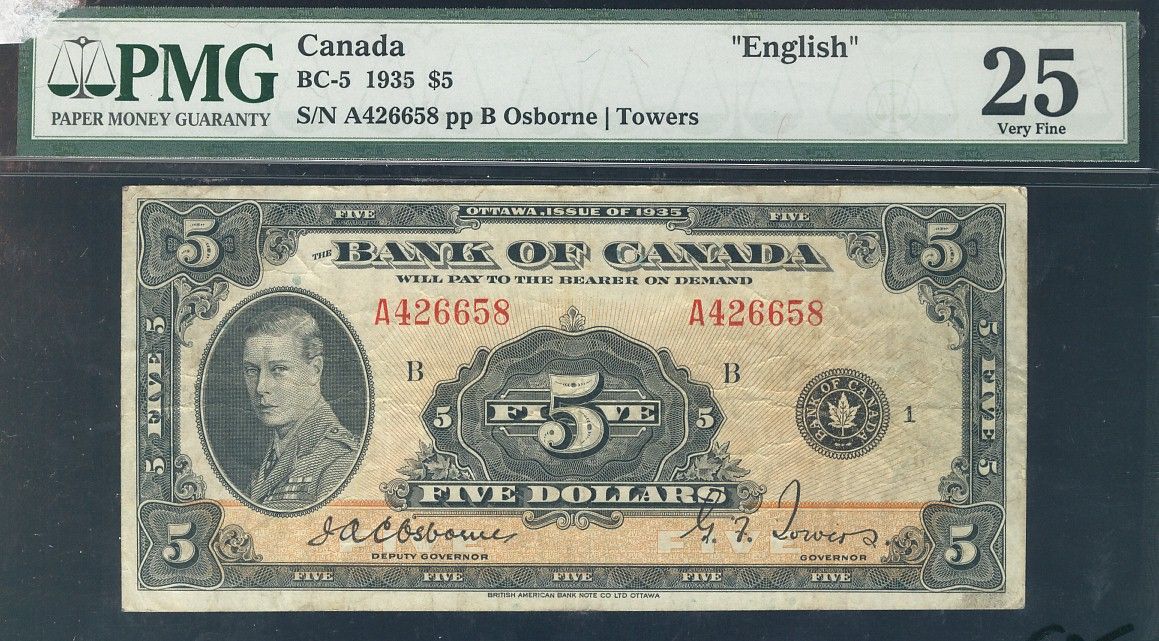 PMG
PAPER MONEY GUARANTY
Canada
BC-5 1935 $5
S/N A426658 pp B Osborne | Towers
"English"
25
Very Fine
5 FIVE OTTAWA, ISSUE OF 1935 FIVE 5
THE BANK OF CANADA
WILL PAY TO THE BEARER ON DEMAND
A426658 A426658
B B
5 FIVE 5
5 FIVE 5
5 FIVE 5
5
BANK OF CANADA
1
FIVE DOLLARS
J A C Osborne G. F. Towers
FIVE
DEPUTY GOVERNOR GOVERNOR
5 FIVE FIVE FIVE FIVE FIVE 5
BRITISH AMERICAN BANK NOTE CO LTD OTTAWA